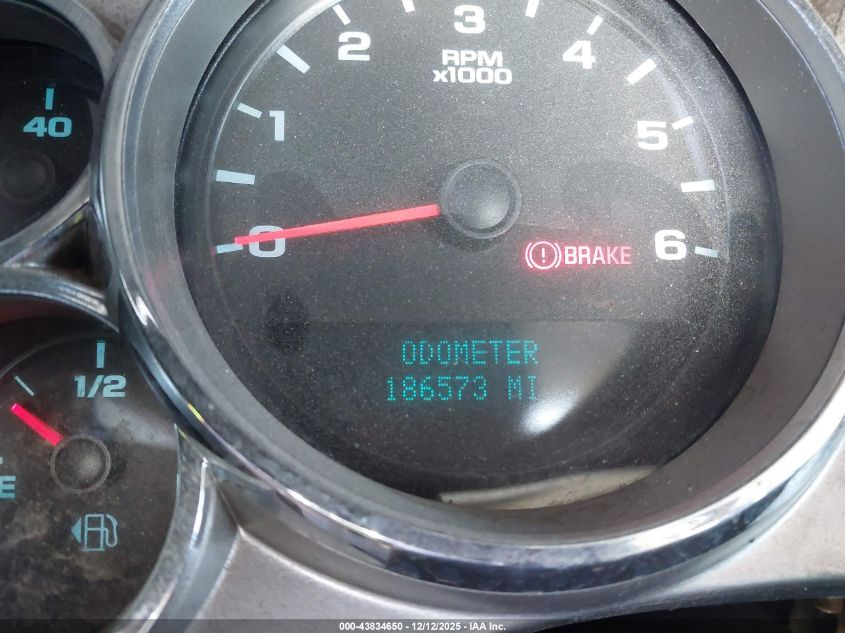 3
2
4
RPM
x1000
40
1
5
0
6
BRAKE
ODOMETER
186573 MI
1/2
E
000-43834650 - 12/12/2025 - IAA Inc.